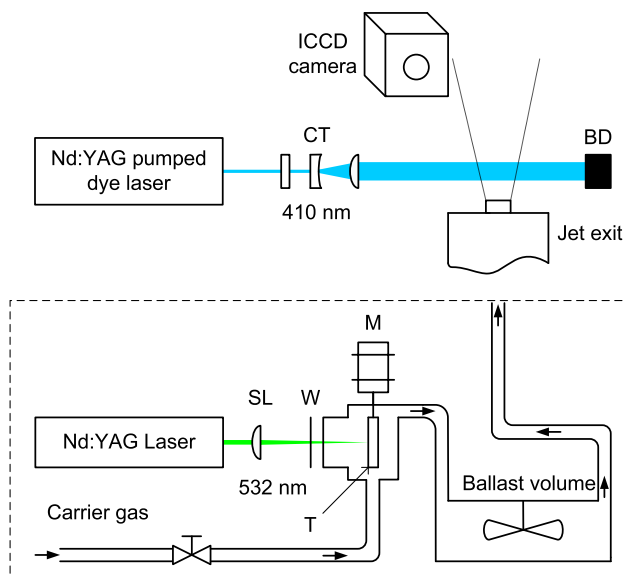 ICCD
camera
CT
BD
Nd:YAG pumped
dye laser
410 nm
Jet exit
M
SL
W
Nd:YAG Laser
532 nm
Ballast volume
Carrier gas
T